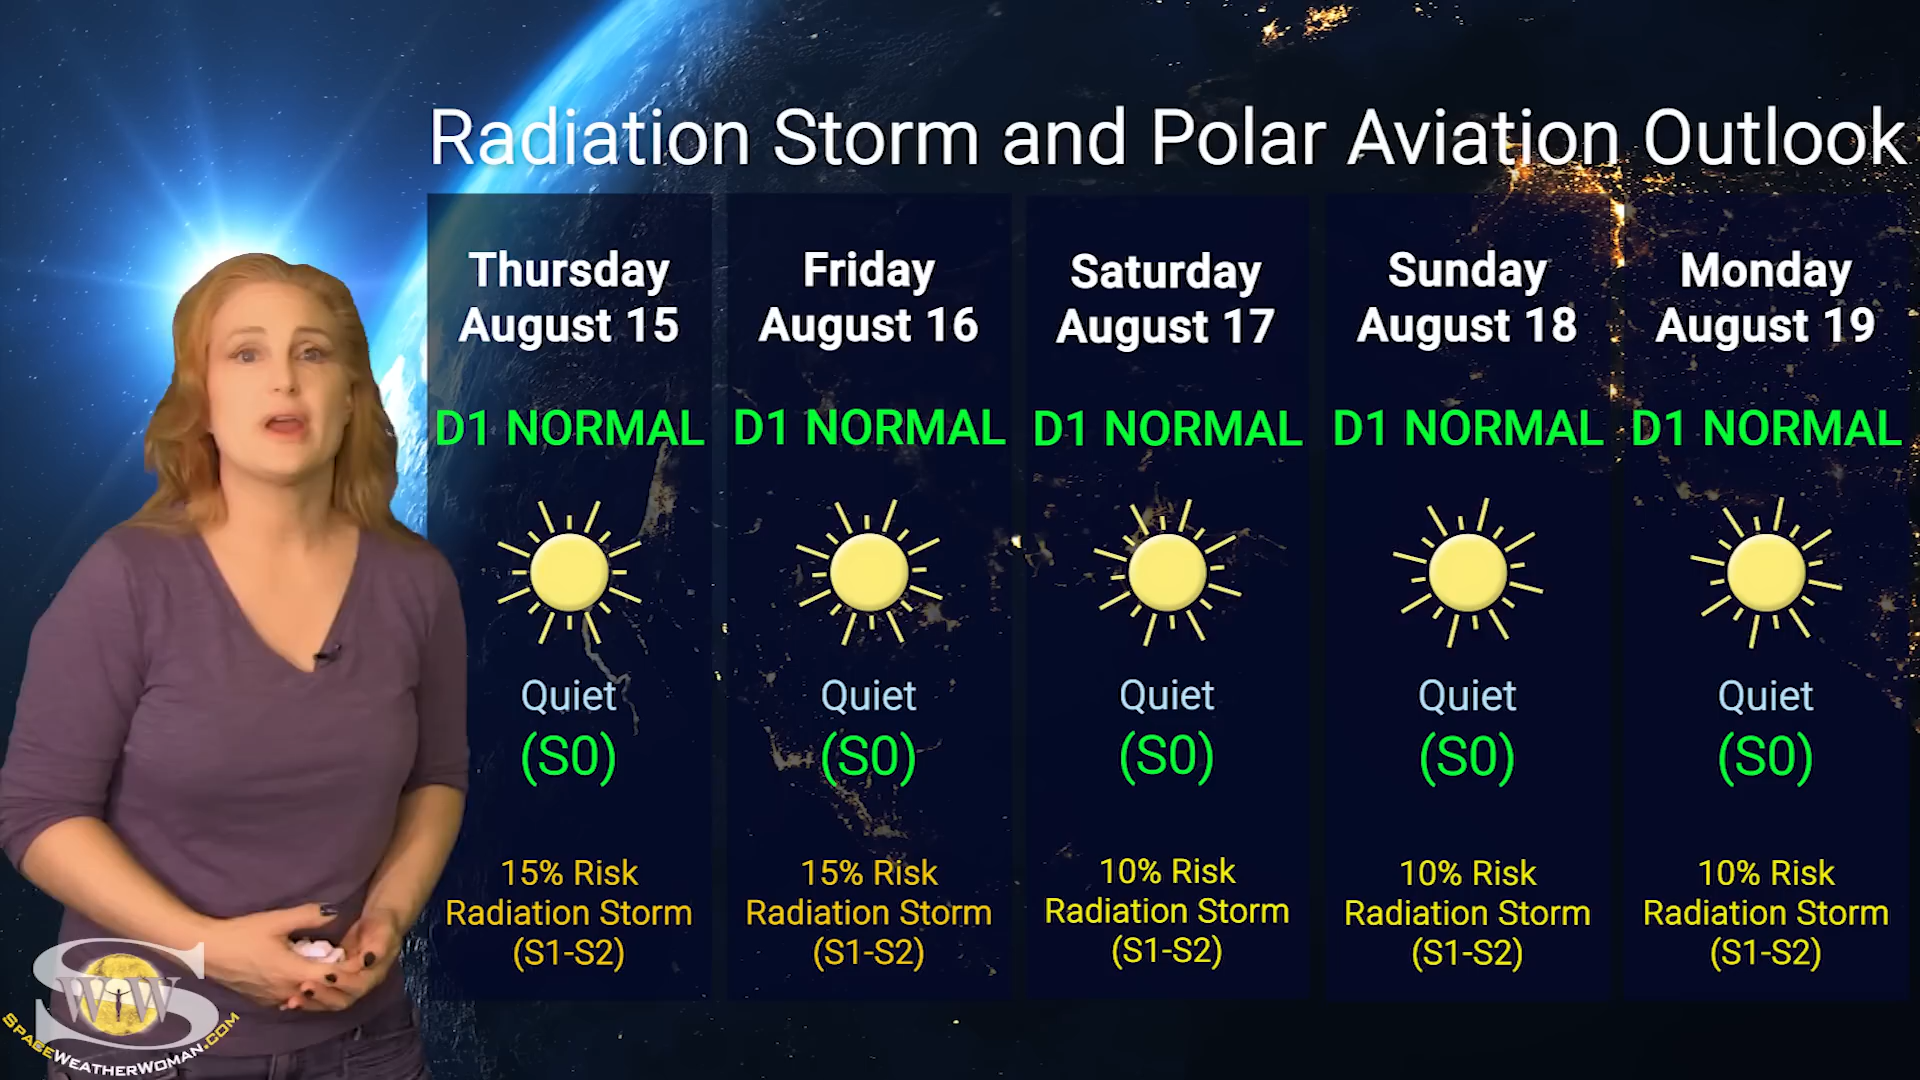 Radiation Storm and Polar Aviation Outlook
Thursday
August 15
D1 NORMAL
Quiet
(S0)
15% Risk
Radiation Storm
(S1-S2)
Friday
August 16
D1 NORMAL
Quiet
(S0)
15% Risk
Radiation Storm
(S1-S2)
Saturday
August 17
D1 NORMAL
Quiet
(S0)
10% Risk
Radiation Storm
(S1-S2)
Sunday
August 18
D1 NORMAL
Quiet
(S0)
10% Risk
Radiation Storm
(S1-S2)
Monday
August 19
D1 NORMAL
Quiet
(S0)
10% Risk
Radiation Storm
(S1-S2)
SWW
SPACEWEATHERWOMAN.COM